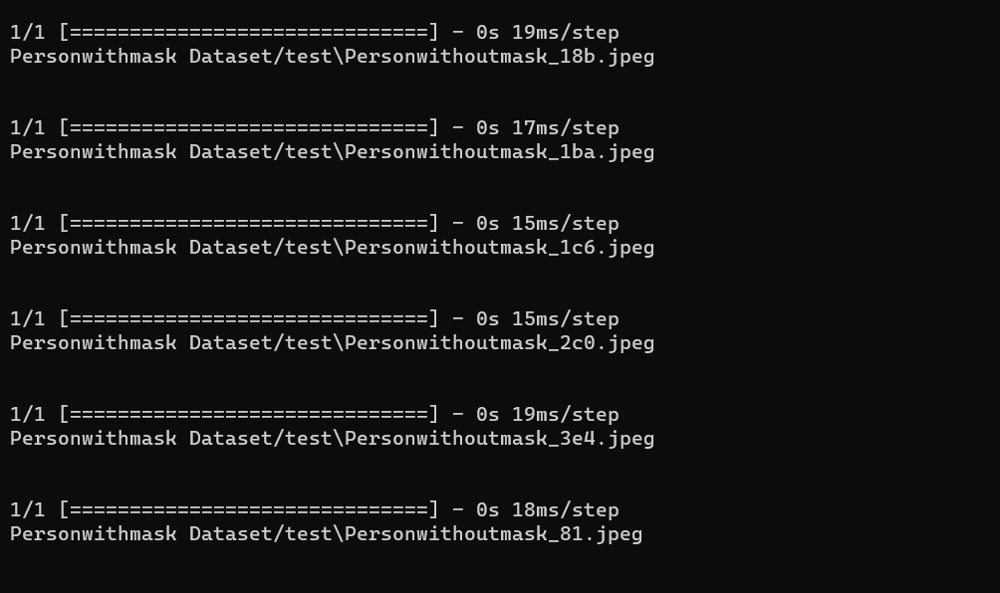 1/1 [==============================] - 0s 19ms/step
Personwithmask Dataset/test\Personwithoutmask_18b.jpeg
1/1 [==============================] - 0s 17ms/step
Personwithmask Dataset/test\Personwithoutmask_1ba.jpeg
1/1 [==============================] - 0s 15ms/step
Personwithmask Dataset/test\Personwithoutmask_1c6.jpeg
1/1 [==============================] - 0s 15ms/step
Personwithmask Dataset/test\Personwithoutmask_2c0.jpeg
1/1 [==============================] - 0s 19ms/step
Personwithmask Dataset/test\Personwithoutmask_3e4.jpeg
1/1 [==============================] - 0s 18ms/step
Personwithmask Dataset/test\Personwithoutmask_81.jpeg